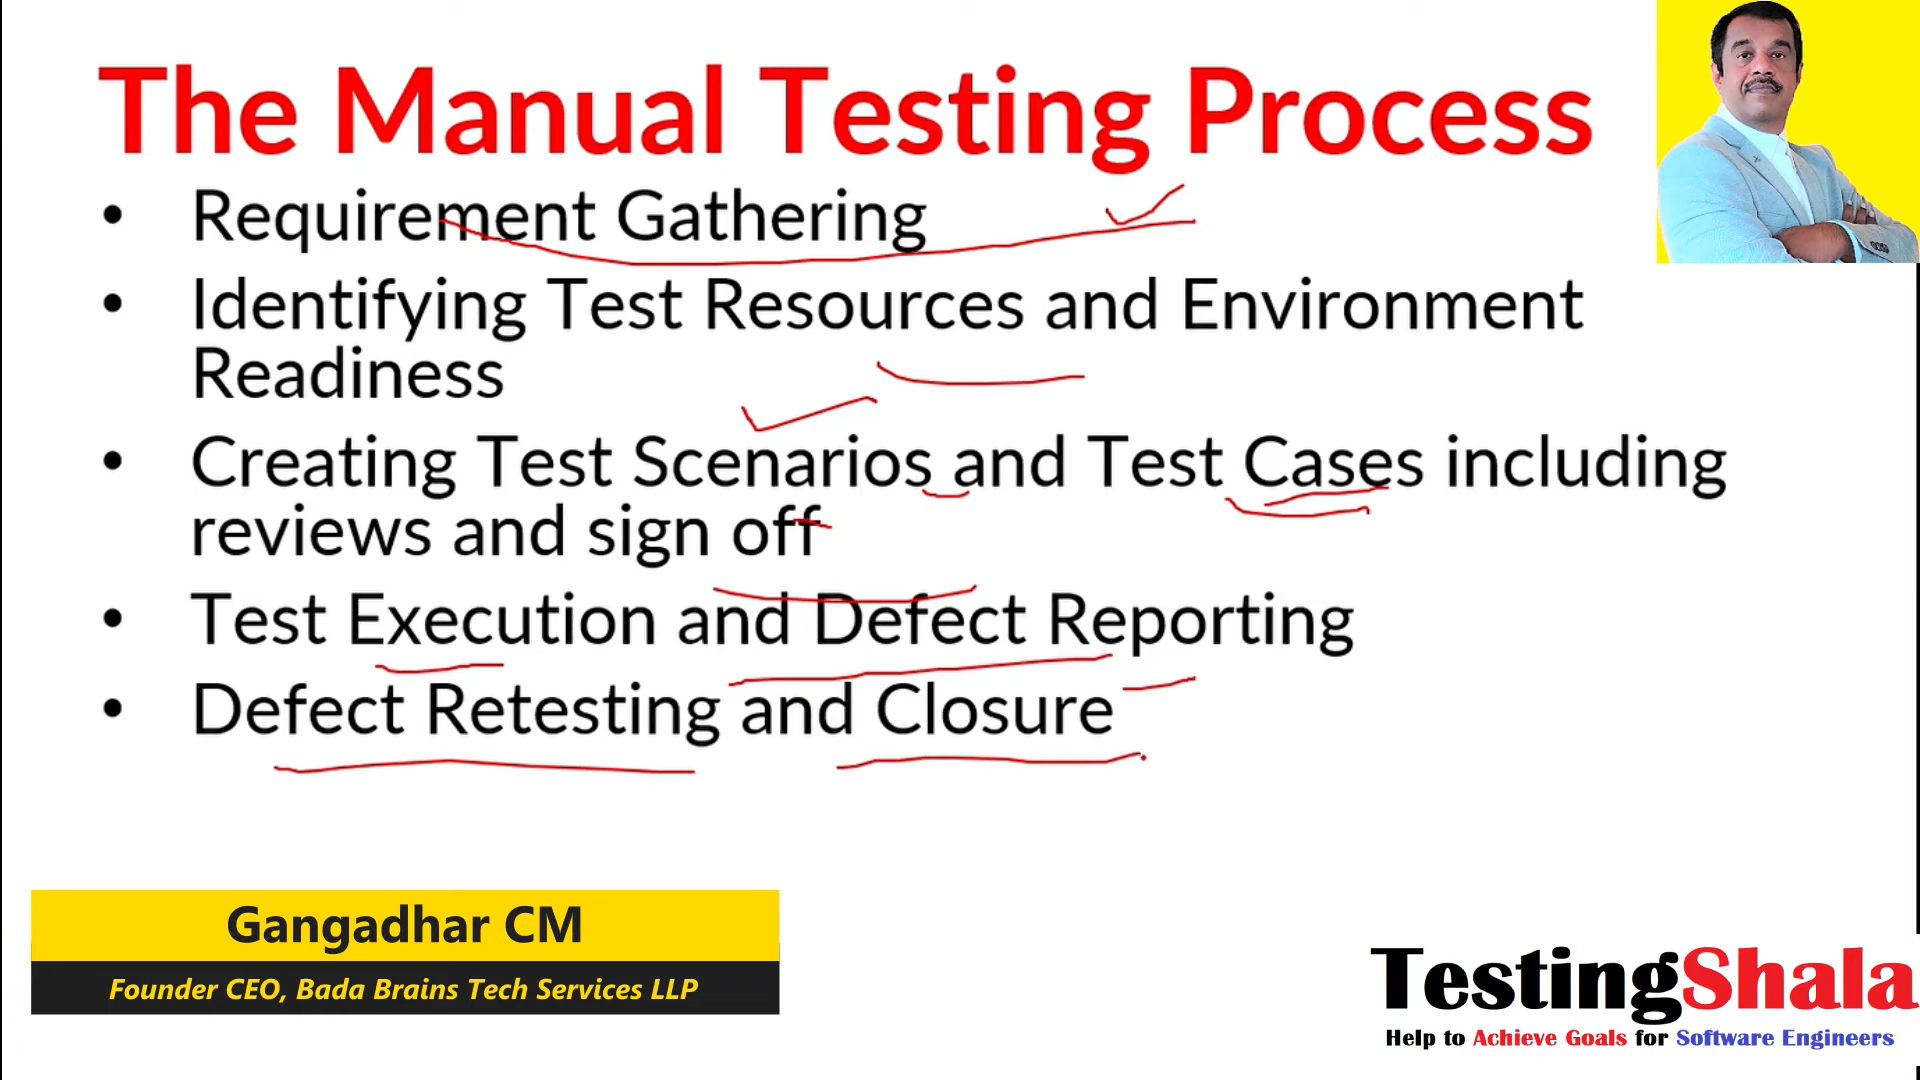 The Manual Testing Process
• Requirement Gathering
• Identifying Test Resources and Environment
Readiness
• Creating Test Scenarios and Test Cases including
reviews and sign off
• Test Execution and Defect Reporting
• Defect Retesting and Closure
Gangadhar CM
Founder CEO, Bada Brains Tech Services LLP
TestingShala
Help to Achieve Goals for Software Engineers